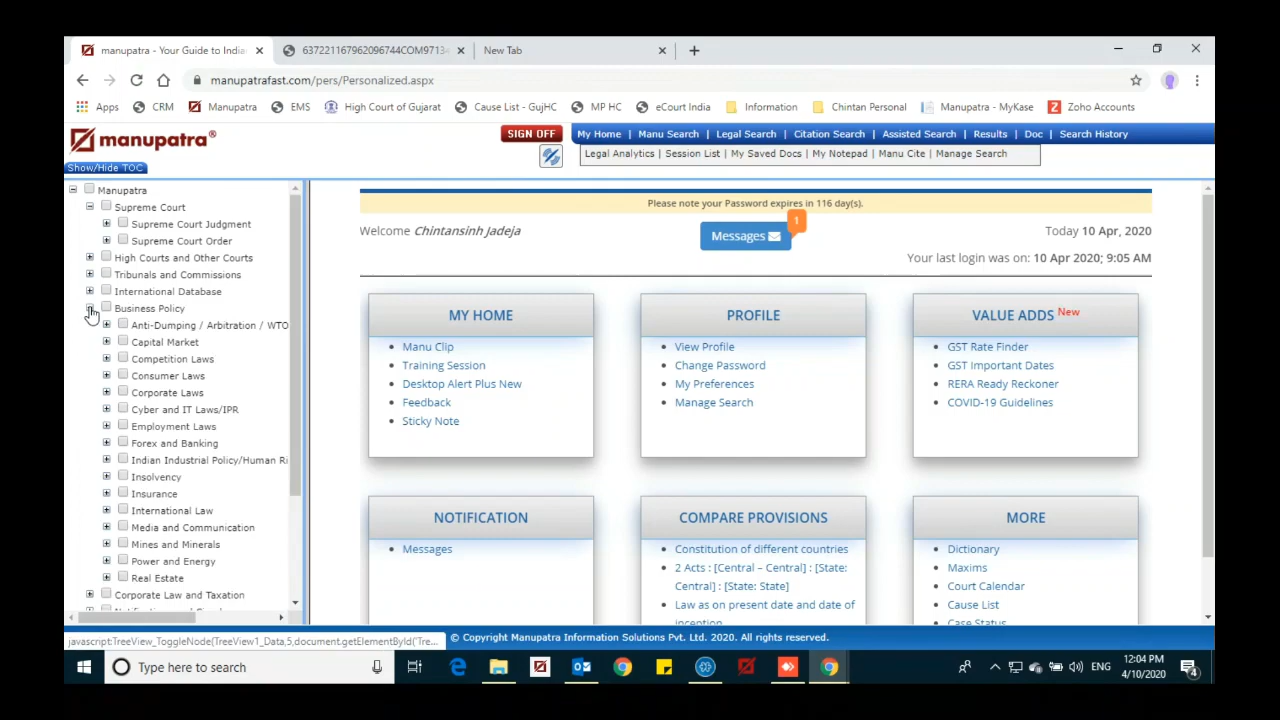 manupatra - Your Guide to India
637221167962096744COM9713
New Tab
manupatrafast.com/pers/Personalized.aspx
Apps CRM Manupatra EMS High Court of Gujarat Cause List - GujHC MP HC eCourt India Information Chintan Personal Manupatra - MyKase Zoho Accounts
manupatra®
SIGN OFF
My Home | Manu Search | Legal Search | Citation Search | Assisted Search | Results | Doc | Search History
Legal Analytics | Session List | My Saved Docs | My Notepad | Manu Cite | Manage Search
Show/Hide TOC
Manupatra
Supreme Court
Supreme Court Judgment
Supreme Court Order
High Courts and Other Courts
Tribunals and Commissions
International Database
Business Policy
Anti-Dumping / Arbitration / WTO
Capital Market
Competition Laws
Consumer Laws
Corporate Laws
Cyber and IT Laws/IPR
Employment Laws
Forex and Banking
Indian Industrial Policy/Human Ri
Insolvency
Insurance
International Law
Media and Communication
Mines and Minerals
Power and Energy
Real Estate
Corporate Law and Taxation
Please note your Password expires in 116 day(s).
Welcome Chintansinh Jadeja
Messages
1
Today 10 Apr, 2020
Your last login was on: 10 Apr 2020; 9:05 AM
MY HOME
Manu Clip
Training Session
Desktop Alert Plus New
Feedback
Sticky Note
PROFILE
View Profile
Change Password
My Preferences
Manage Search
VALUE ADDS New
GST Rate Finder
GST Important Dates
RERA Ready Reckoner
COVID-19 Guidelines
NOTIFICATION
Messages
COMPARE PROVISIONS
Constitution of different countries
2 Acts : [Central – Central] : [State:
Central] : [State: State]
Law as on present date and date of
inception
MORE
Dictionary
Maxims
Court Calendar
Cause List
Case Status
javascript:TreeView_ToggleNode(TreeView1_Data,5,document.getElementById('Tre...
© Copyright Manupatra Information Solutions Pvt. Ltd. 2020. All rights reserved.
Type here to search
ENG
12:04 PM
4/10/2020
4